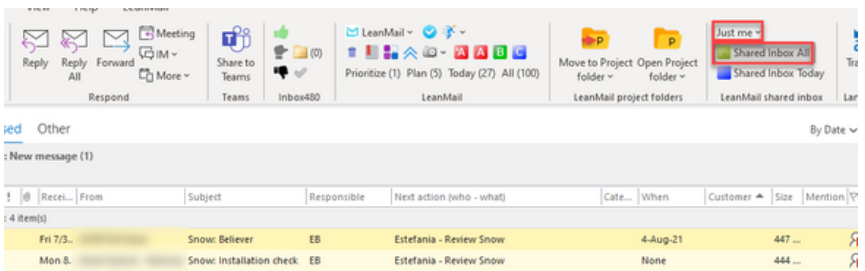 View Help LeanMail
Meeting LeanMail Just me
IM (0) Shared Inbox All
Reply Reply Forward More Share to Prioritize (1) Plan (5) Today (27) All (100) Move to Project Open Project Shared Inbox Today
All Teams folder folder
Respond Teams Inbox480 LeanMail LeanMail project folders LeanMail shared inbox
Other By Date
: New message (1)
! Recei... From Subject Responsible Next action (who - what) Cate... When Customer Size Mention
: 4 item(s)
Fri 7/3.. Snow: Believer EB Estefania - Review Snow 4-Aug-21 447 ...
Mon 8. Snow: Installation check EB Estefania - Review Snow None 444 ...